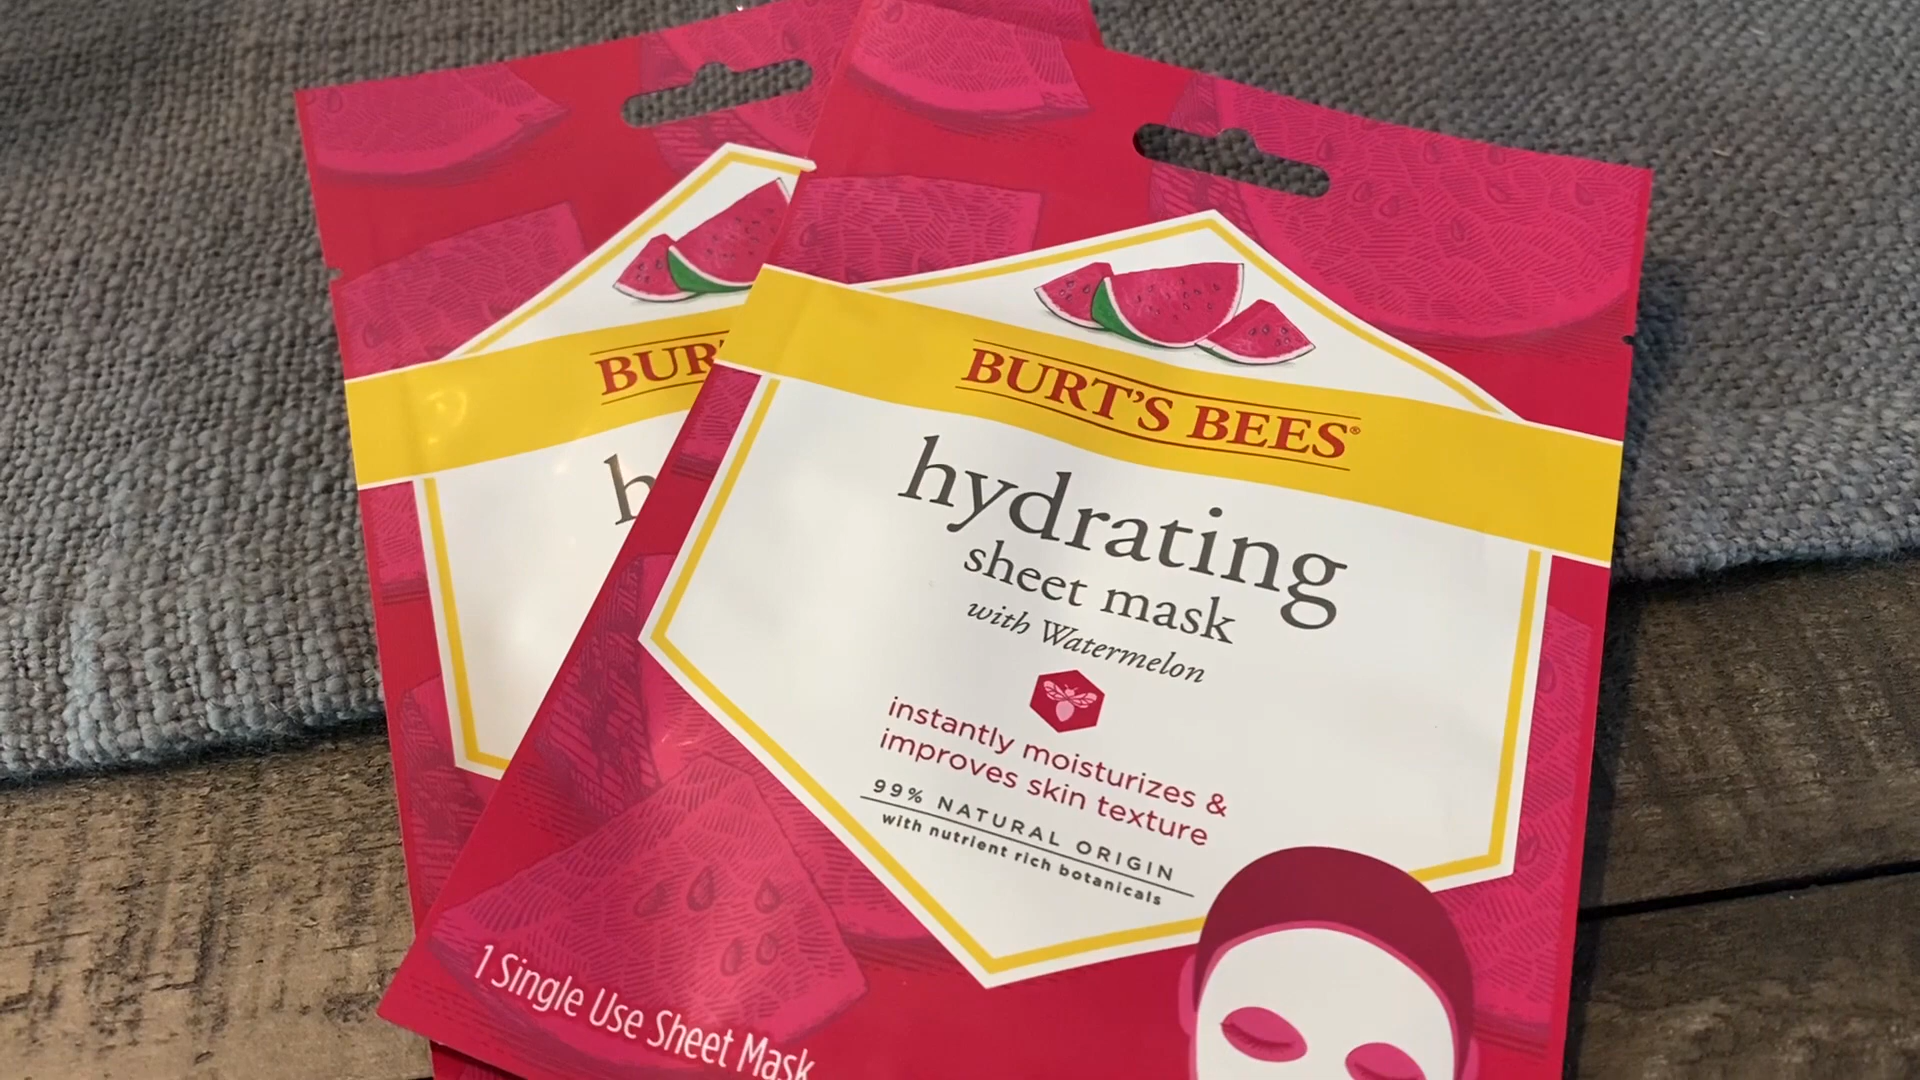 BUR
h
BURT'S BEES®
hydrating
sheet mask
with Watermelon
instantly moisturizes &
improves skin texture
99% NATURAL ORIGIN
with nutrient rich botanicals
1 Single Use Sheet Mask